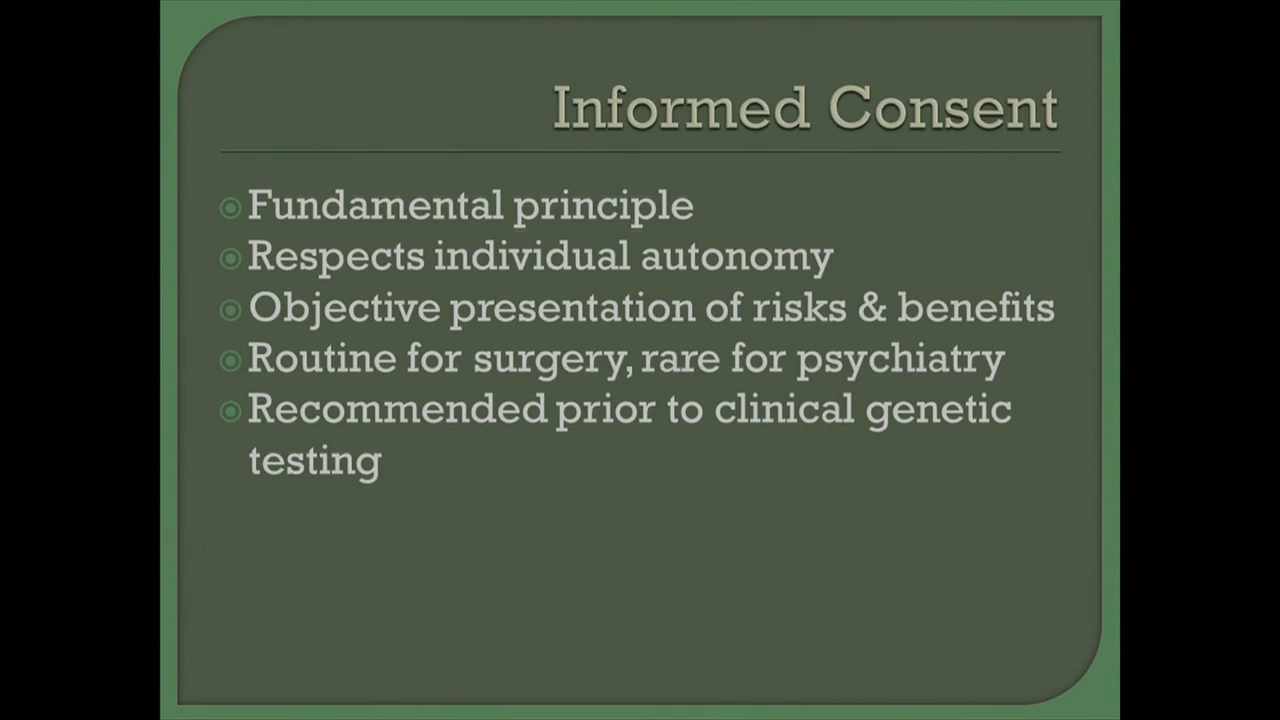 Informed Consent
Fundamental principle
Respects individual autonomy
Objective presentation of risks & benefits
Routine for surgery, rare for psychiatry
Recommended prior to clinical genetic
testing